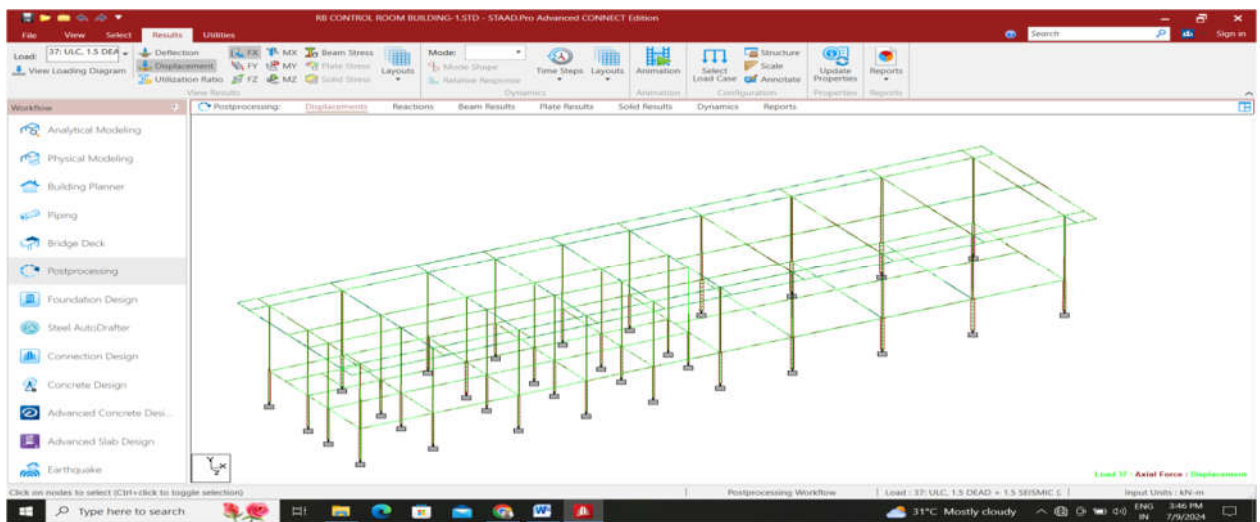 RB CONTROL ROOM BUILDING-1.STD - STAAD.Pro Advanced CONNECT Edition
File View Select Results Utilities Search Sign in
Load: 37: ULC, 1.5 DEA
View Loading Diagram
Deflection
Displacement
Utilization Ratio
FX MX Beam Stress
FY MY Plate Stress
FZ MZ Solid Stress
Layouts
View Results
Mode:
Mode Shape
Relative Response
Time Steps
Layouts
Dynamics
Animation
Animation
Select Load Case
Structure
Scale
Annotate
Configuration
Update Properties
Properties
Reports
Reports
Workflow
Postprocessing: Displacements Reactions Beam Results Plate Results Solid Results Dynamics Reports
Analytical Modeling
Physical Modeling
Building Planner
Piping
Bridge Deck
Postprocessing
Foundation Design
Steel AutoDrafter
Connection Design
Concrete Design
Advanced Concrete Desi...
Advanced Slab Design
Earthquake
Y X Z
Load 37 : Axial Force : Displacement
Click on nodes to select (Ctrl+click to toggle selection)
Postprocessing Workflow
Load : 37: ULC, 1.5 DEAD + 1.5 SEISMIC (
Input Units : kN-m
Type here to search
31°C Mostly cloudy
ENG IN
3:46 PM
7/9/2024